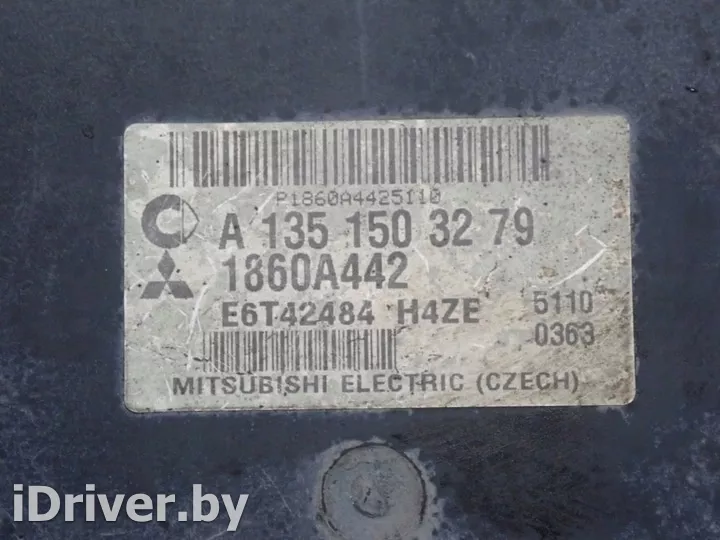 P1860A4425110
A 135 150 32 79
1860A442
E6T42484 H4ZE 5110
0363
MITSUBISHI ELECTRIC (CZECH)
iDriver.by